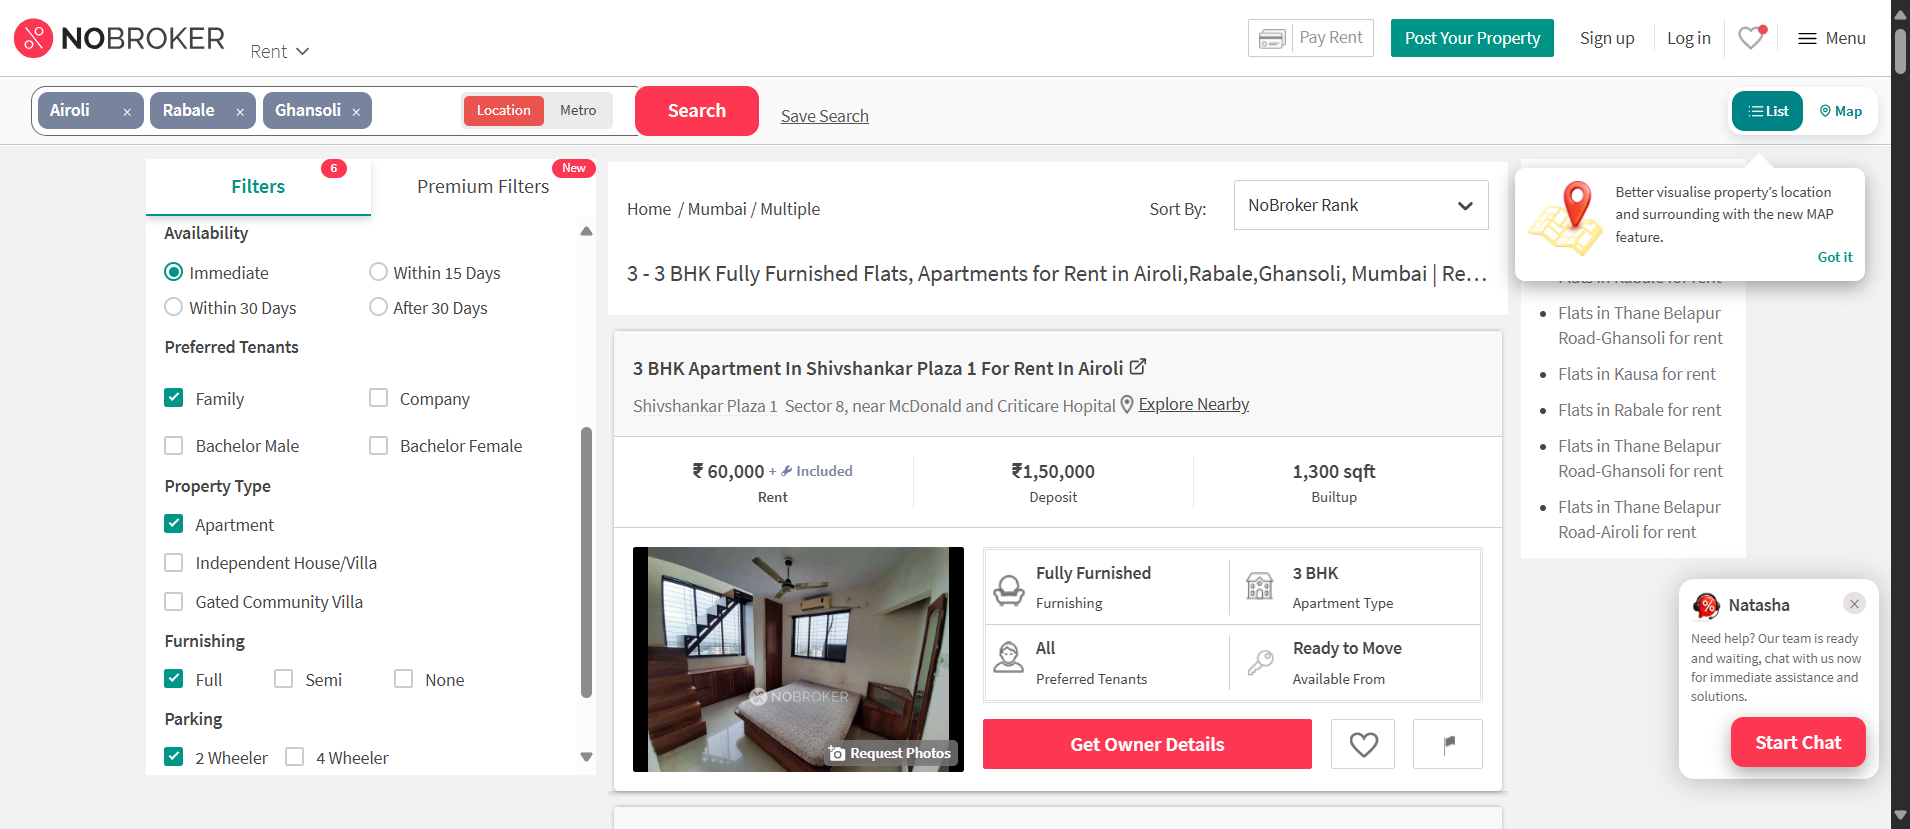 NOBROKER
Rent
Pay Rent
Post Your Property
Sign up
Log in
Menu
Airoli ×
Rabale ×
Ghansoli ×
Location
Metro
Search
Save Search
List
Map
Filters
6
Premium Filters
New
Availability
Immediate
Within 15 Days
Within 30 Days
After 30 Days
Preferred Tenants
Family
Company
Bachelor Male
Bachelor Female
Property Type
Apartment
Independent House/Villa
Gated Community Villa
Furnishing
Full
Semi
None
Parking
2 Wheeler
4 Wheeler
Home / Mumbai / Multiple
Sort By:
NoBroker Rank
3 - 3 BHK Fully Furnished Flats, Apartments for Rent in Airoli,Rabale,Ghansoli, Mumbai | Re...
3 BHK Apartment In Shivshankar Plaza 1 For Rent In Airoli
Shivshankar Plaza 1 Sector 8, near McDonald and Criticare Hopital
Explore Nearby
₹ 60,000 + Included
Rent
₹1,50,000
Deposit
1,300 sqft
Builtup
NOBROKER
Request Photos
Fully Furnished
Furnishing
3 BHK
Apartment Type
All
Preferred Tenants
Ready to Move
Available From
Get Owner Details
Better visualise property's location
and surrounding with the new MAP
feature.
Got it
Flats in Rabale for rent
Flats in Thane Belapur
Road-Ghansoli for rent
Flats in Kausa for rent
Flats in Rabale for rent
Flats in Thane Belapur
Road-Ghansoli for rent
Flats in Thane Belapur
Road-Airoli for rent
Natasha
Need help? Our team is ready
and waiting, chat with us now
for immediate assistance and
solutions.
Start Chat